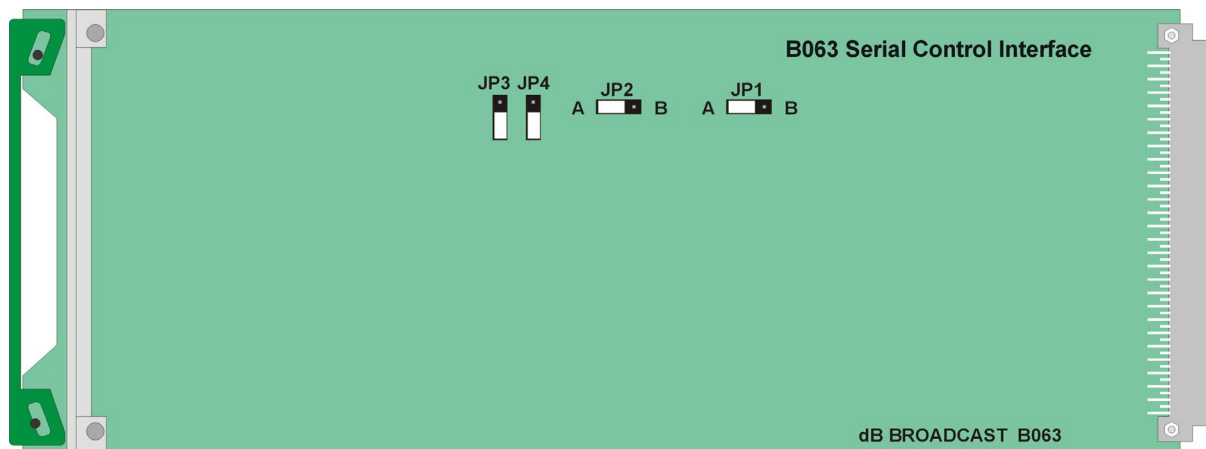 B063 Serial Control Interface
JP3 JP4 JP2 JP1
A B A B
dB BROADCAST B063